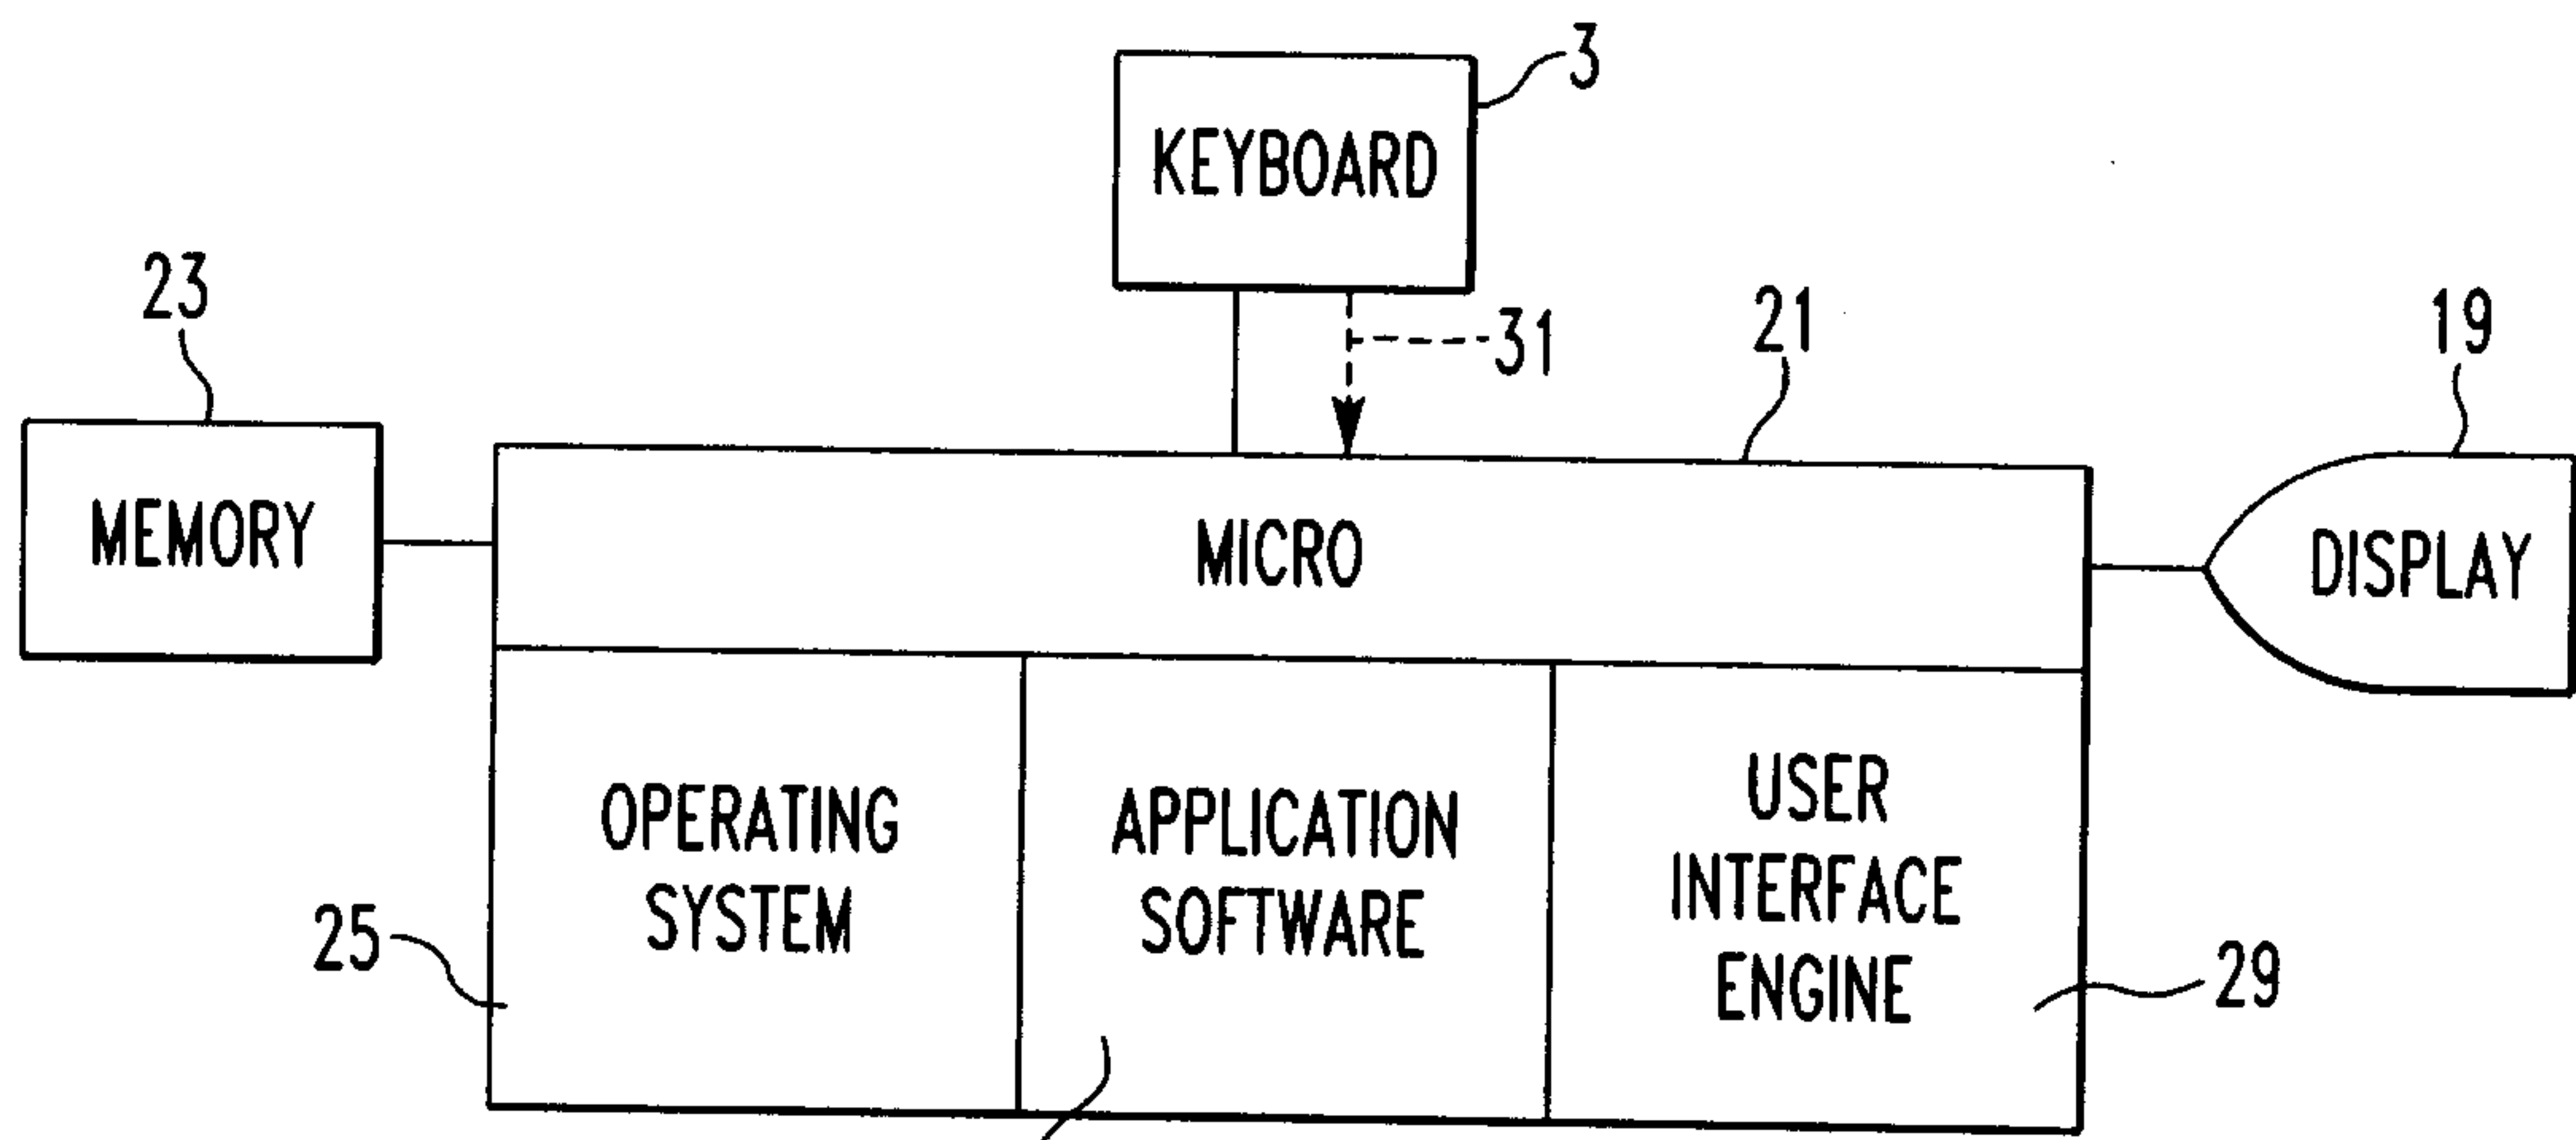 3
KEYBOARD
23
31
21
19
MEMORY
MICRO
DISPLAY
OPERATING
SYSTEM
APPLICATION
SOFTWARE
USER
INTERFACE
ENGINE
25
29